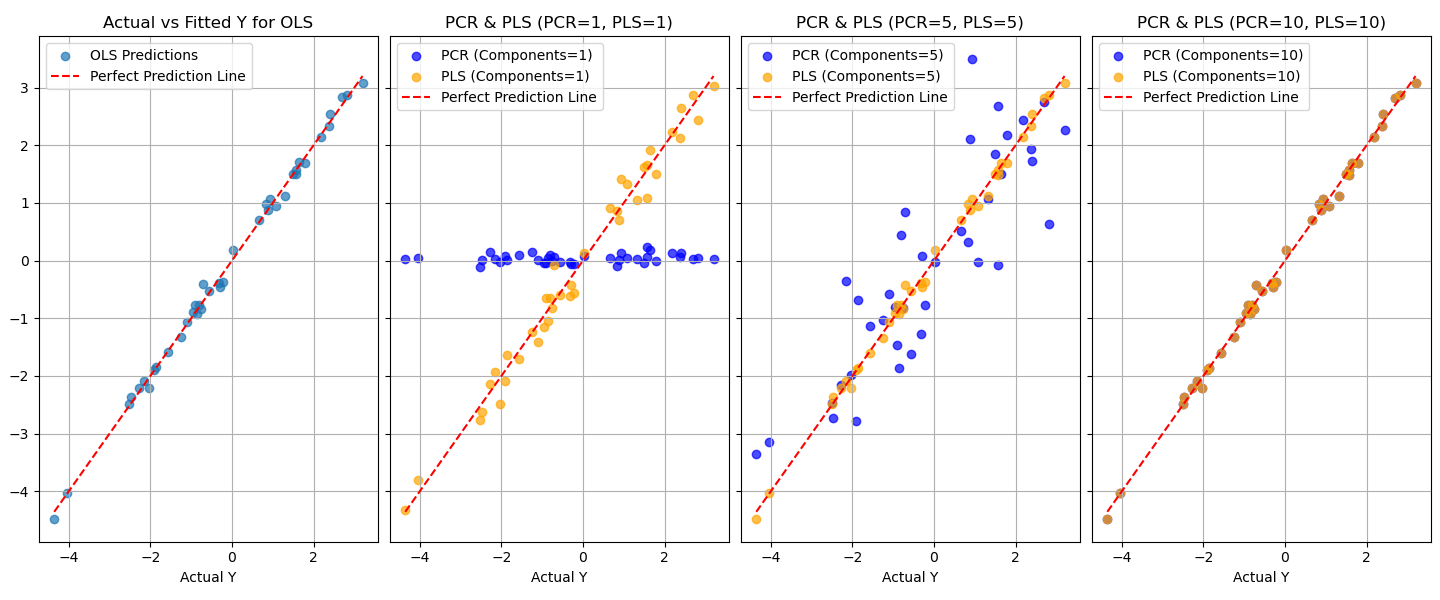 Actual vs Fitted Y for OLS
OLS Predictions
Perfect Prediction Line
3
2
1
0
−1
−2
−3
−4
−4
−2
0
2
Actual Y
PCR & PLS (PCR=1, PLS=1)
PCR (Components=1)
PLS (Components=1)
Perfect Prediction Line
−4
−2
0
2
Actual Y
PCR & PLS (PCR=5, PLS=5)
PCR (Components=5)
PLS (Components=5)
Perfect Prediction Line
−4
−2
0
2
Actual Y
PCR & PLS (PCR=10, PLS=10)
PCR (Components=10)
PLS (Components=10)
Perfect Prediction Line
−4
−2
0
2
Actual Y